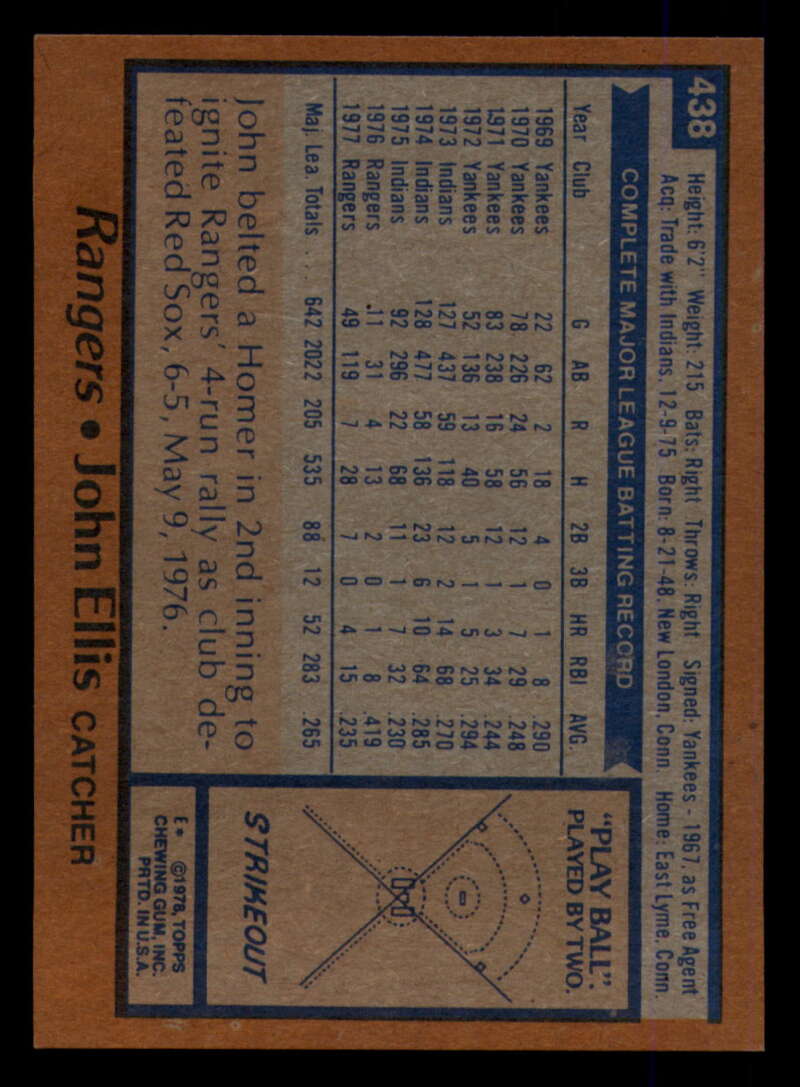 438
Height: 6'2" Weight: 215 Bats: Right Throws: Right Signed: Yankees - 1967, as Free Agent
Acq: Trade with Indians, 12-9-75 Born: 8-21-48, New London, Conn. Home: East Lyme, Conn.
COMPLETE MAJOR LEAGUE BATTING RECORD
Year Club G AB R H 2B 3B HR RBI AVG.
1969 Yankees 22 62 2 18 4 0 1 8 .290
1970 Yankees 78 226 24 56 12 1 7 29 .248
1971 Yankees 83 238 16 58 12 1 3 34 .244
1972 Yankees 52 136 13 40 5 1 5 25 .294
1973 Indians 127 437 59 118 12 2 14 68 .270
1974 Indians 128 477 58 136 23 6 10 64 .285
1975 Indians 92 296 22 68 11 1 7 32 .230
1976 Rangers 11 31 4 13 2 0 1 8 .419
1977 Rangers 49 119 7 28 7 0 4 15 .235
Maj. Lea. Totals . . . 642 2022 205 535 88 12 52 283 .265
John belted a Homer in 2nd inning to
ignite Rangers' 4-run rally as club de-
feated Red Sox, 6-5, May 9, 1976.
"PLAY BALL".
PLAYED BY TWO.
STRIKEOUT
E* ©1978, TOPPS
CHEWING GUM, INC.
PRTD. IN U.S.A.
Rangers • John Ellis CATCHER